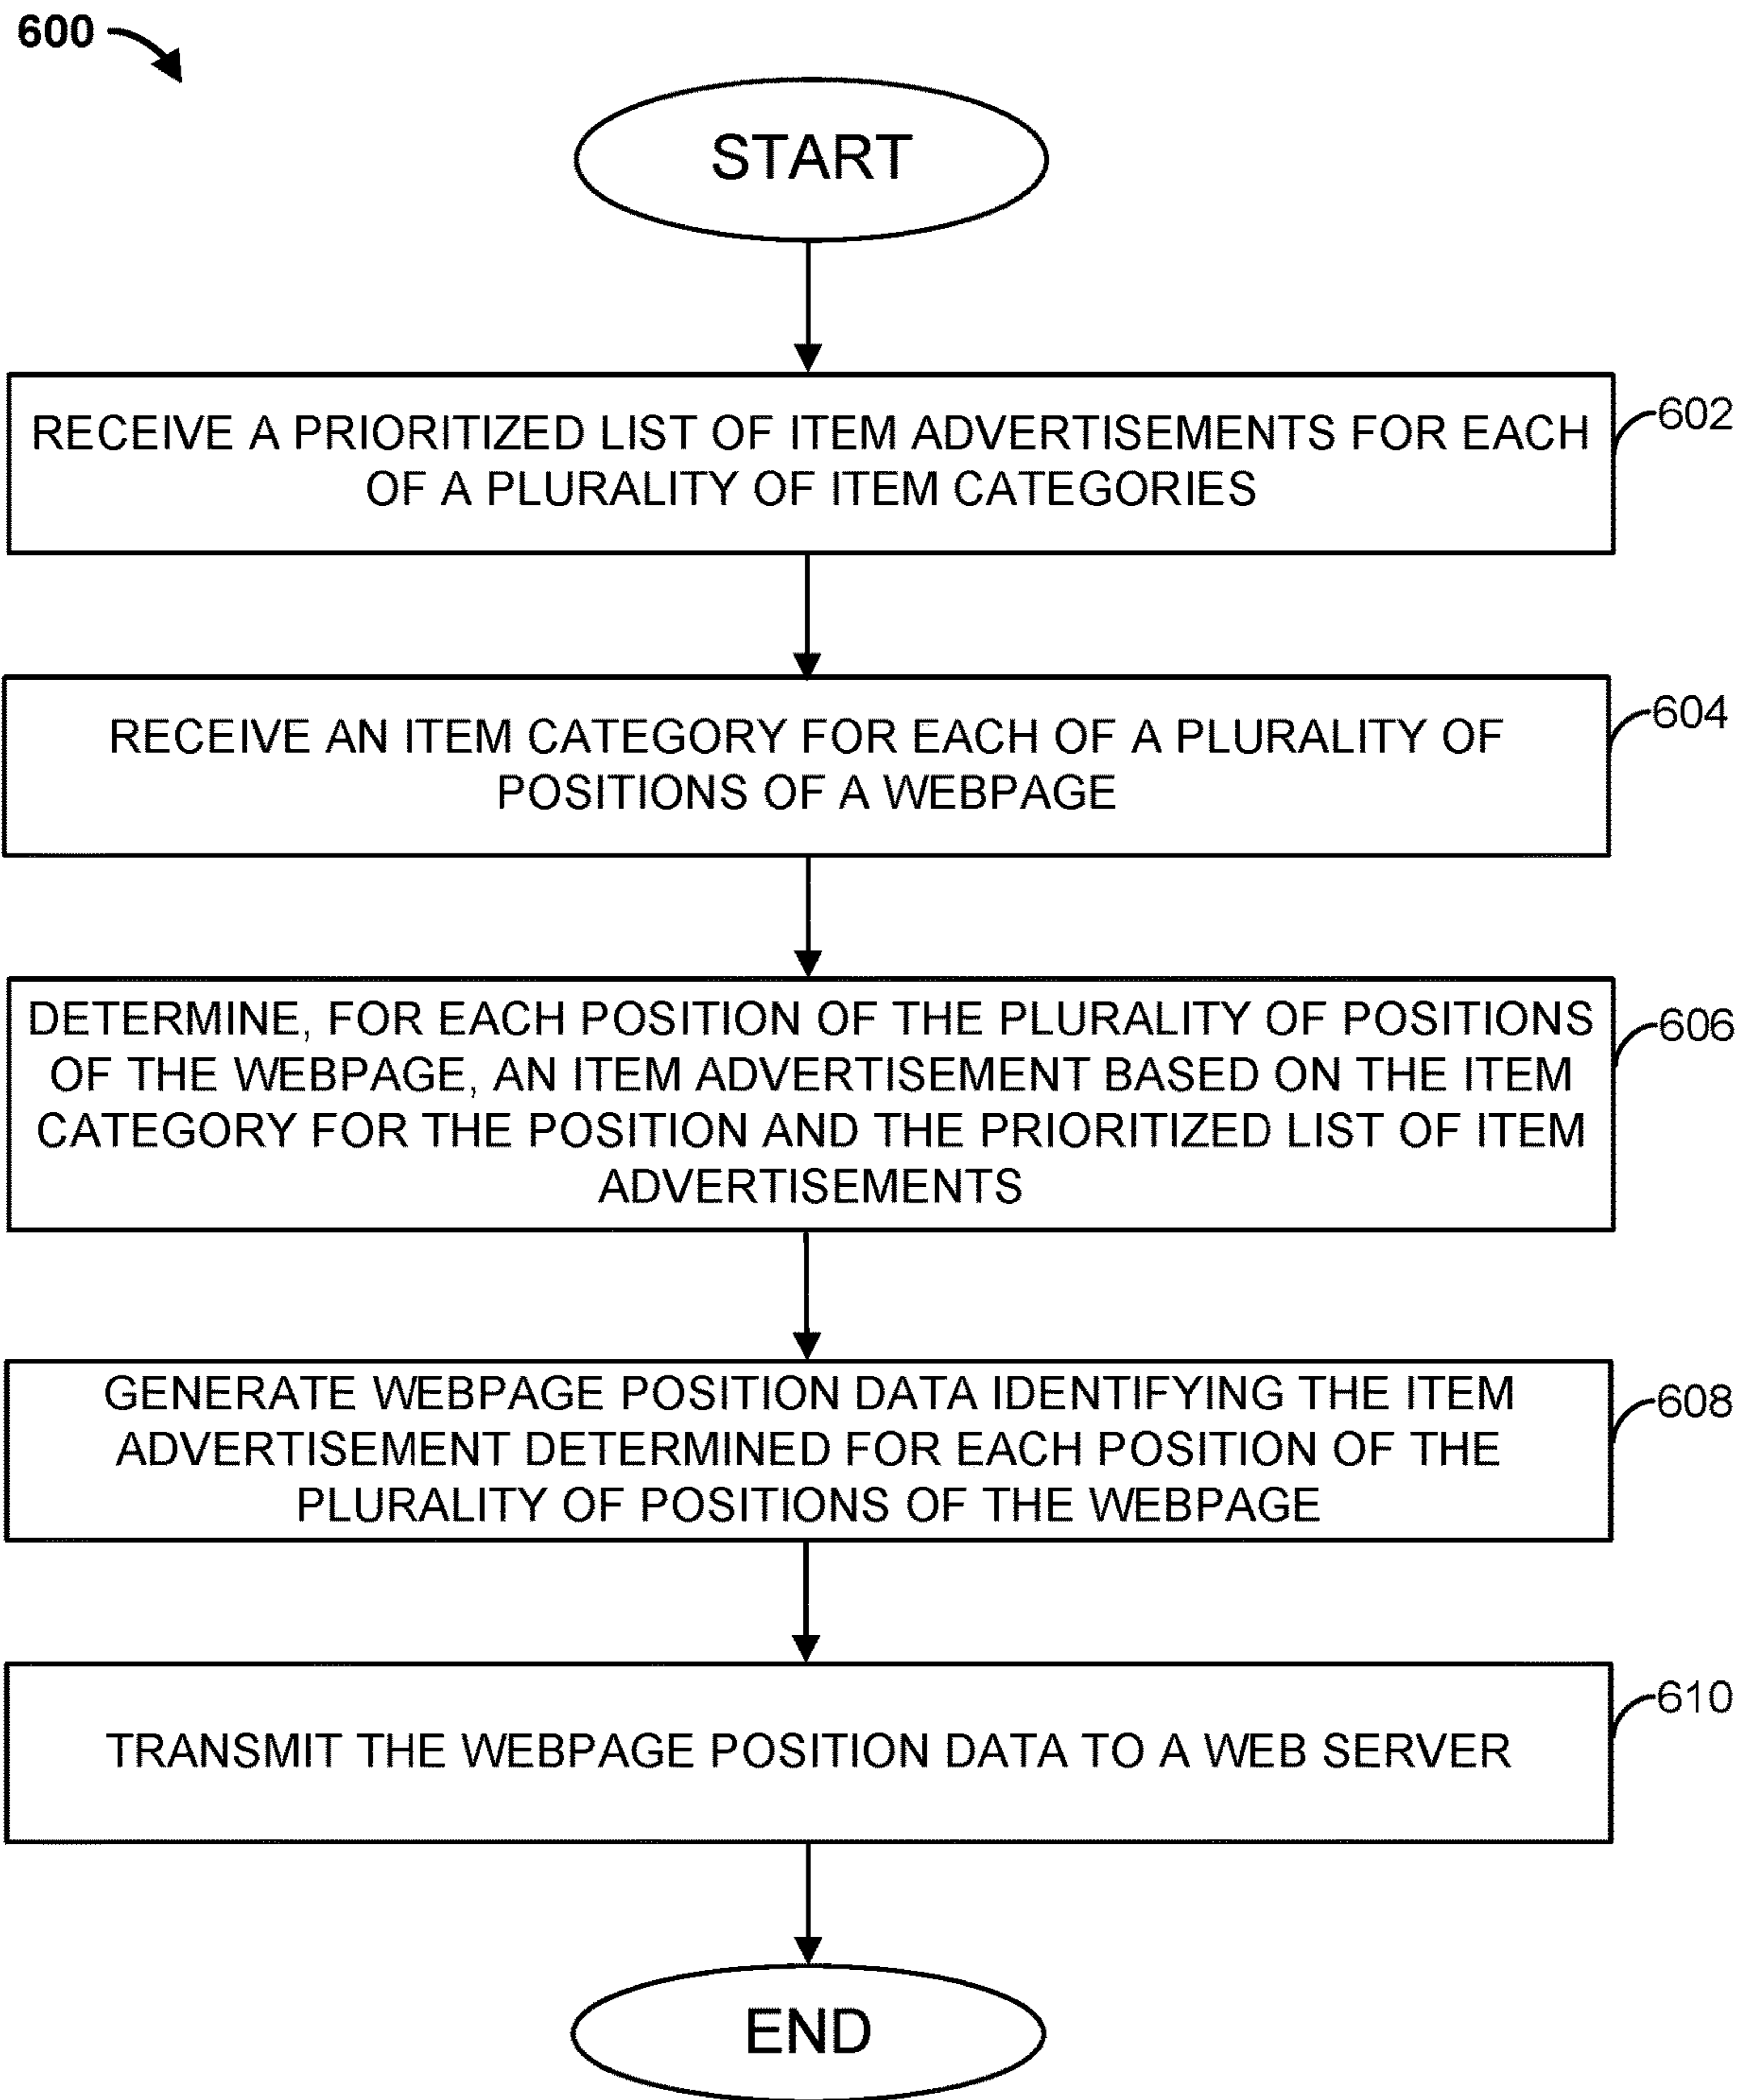 600
START
RECEIVE A PRIORITIZED LIST OF ITEM ADVERTISEMENTS FOR EACH
OF A PLURALITY OF ITEM CATEGORIES
602
RECEIVE AN ITEM CATEGORY FOR EACH OF A PLURALITY OF
POSITIONS OF A WEBPAGE
604
DETERMINE, FOR EACH POSITION OF THE PLURALITY OF POSITIONS
OF THE WEBPAGE, AN ITEM ADVERTISEMENT BASED ON THE ITEM
CATEGORY FOR THE POSITION AND THE PRIORITIZED LIST OF ITEM
ADVERTISEMENTS
606
GENERATE WEBPAGE POSITION DATA IDENTIFYING THE ITEM
ADVERTISEMENT DETERMINED FOR EACH POSITION OF THE
PLURALITY OF POSITIONS OF THE WEBPAGE
608
TRANSMIT THE WEBPAGE POSITION DATA TO A WEB SERVER
610
END